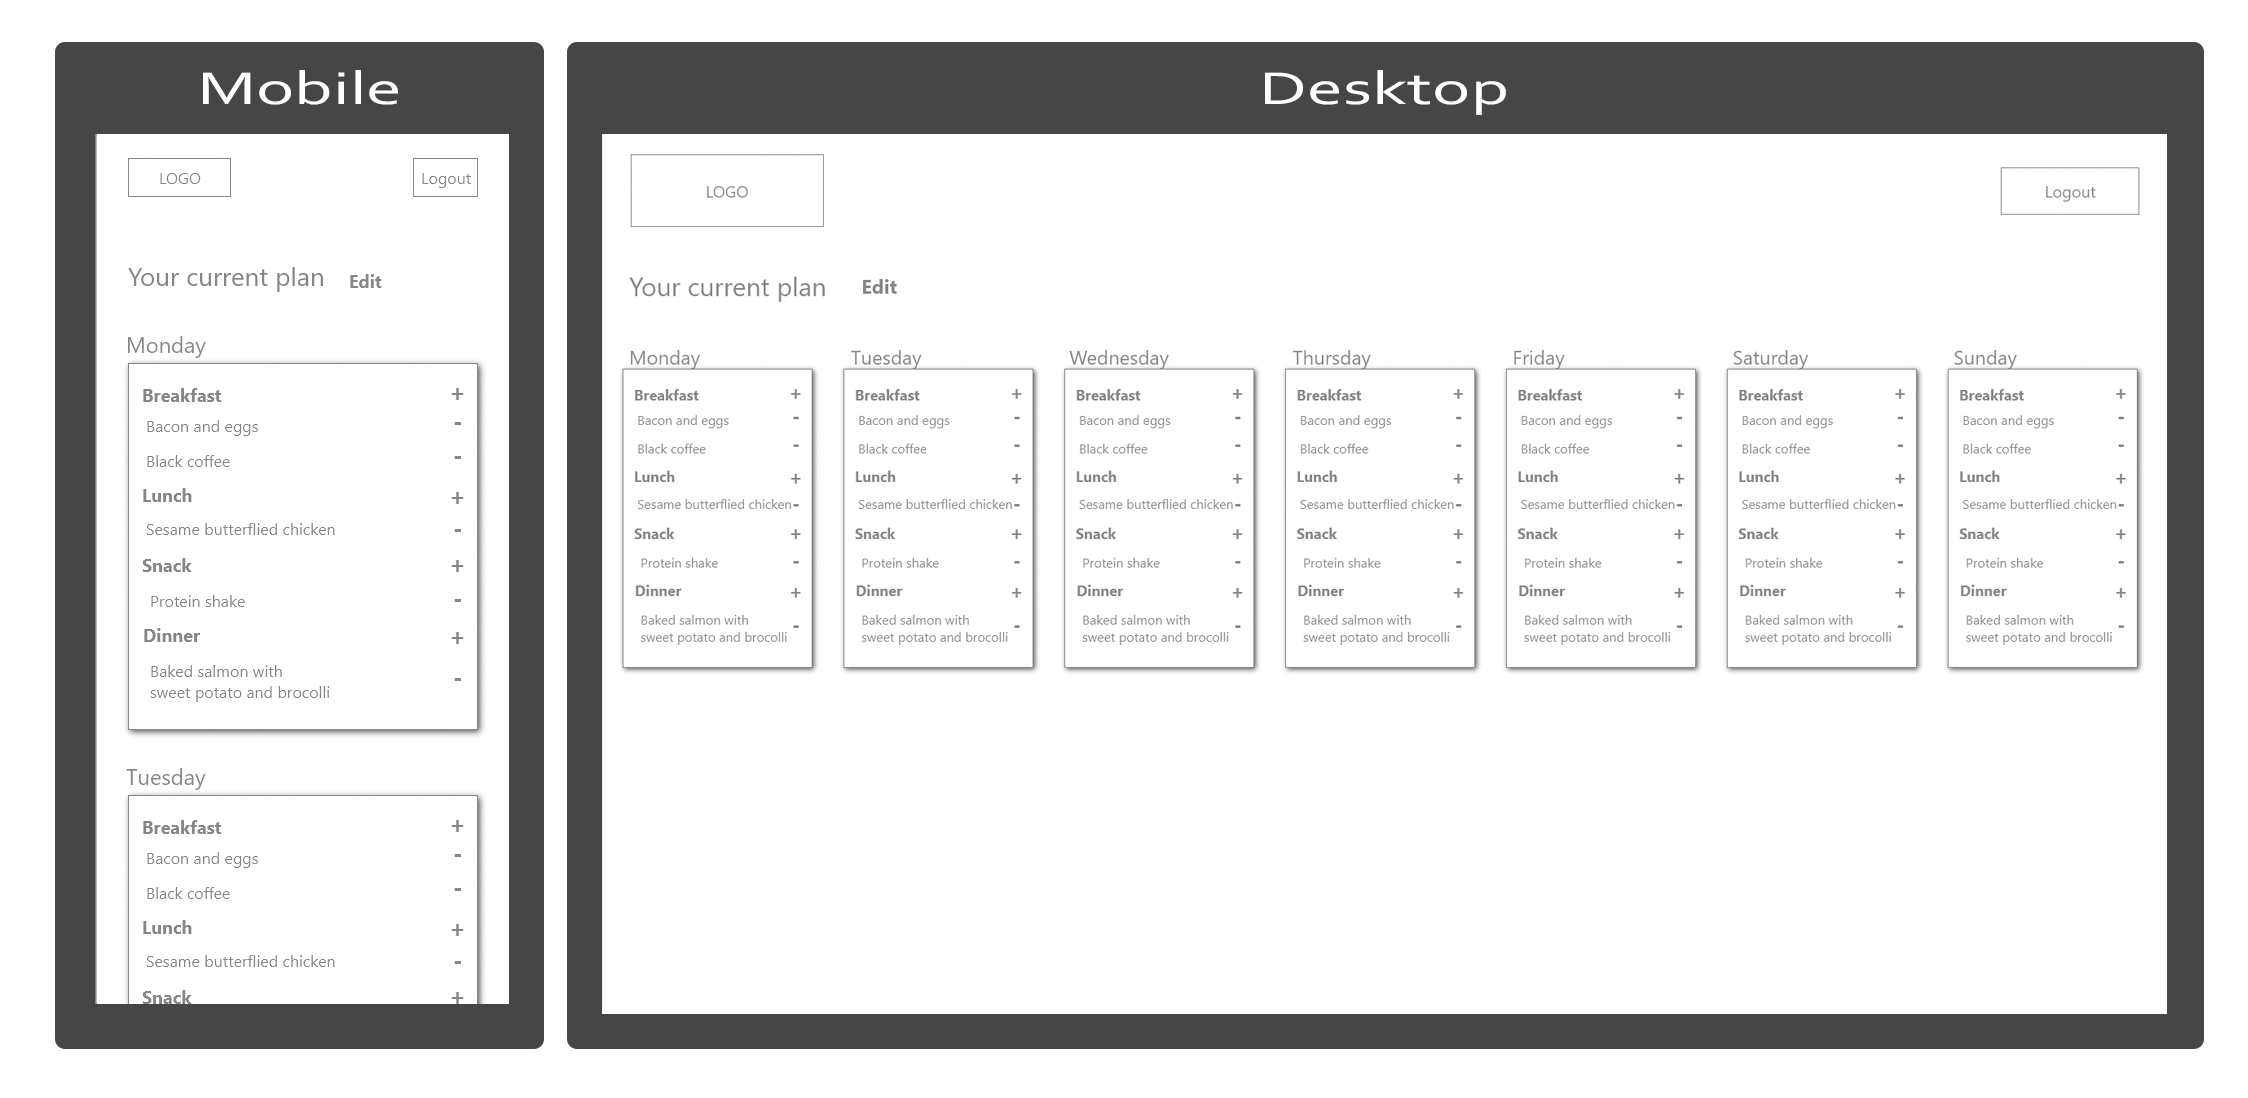 Mobile
LOGO
Logout
Your current plan Edit
Monday
Breakfast +
Bacon and eggs -
Black coffee -
Lunch +
Sesame butterflied chicken -
Snack +
Protein shake -
Dinner +
Baked salmon with
sweet potato and brocolli -
Tuesday
Breakfast +
Bacon and eggs -
Black coffee -
Lunch +
Sesame butterflied chicken -
Snack +
Desktop
LOGO
Logout
Your current plan Edit
Monday
Breakfast +
Bacon and eggs -
Black coffee -
Lunch +
Sesame butterflied chicken -
Snack +
Protein shake -
Dinner +
Baked salmon with
sweet potato and brocolli -
Tuesday
Breakfast +
Bacon and eggs -
Black coffee -
Lunch +
Sesame butterflied chicken -
Snack +
Protein shake -
Dinner +
Baked salmon with
sweet potato and brocolli -
Wednesday
Breakfast +
Bacon and eggs -
Black coffee -
Lunch +
Sesame butterflied chicken -
Snack +
Protein shake -
Dinner +
Baked salmon with
sweet potato and brocolli -
Thursday
Breakfast +
Bacon and eggs -
Black coffee -
Lunch +
Sesame butterflied chicken -
Snack +
Protein shake -
Dinner +
Baked salmon with
sweet potato and brocolli -
Friday
Breakfast +
Bacon and eggs -
Black coffee -
Lunch +
Sesame butterflied chicken -
Snack +
Protein shake -
Dinner +
Baked salmon with
sweet potato and brocolli -
Saturday
Breakfast +
Bacon and eggs -
Black coffee -
Lunch +
Sesame butterflied chicken -
Snack +
Protein shake -
Dinner +
Baked salmon with
sweet potato and brocolli -
Sunday
Breakfast +
Bacon and eggs -
Black coffee -
Lunch +
Sesame butterflied chicken -
Snack +
Protein shake -
Dinner +
Baked salmon with
sweet potato and brocolli -